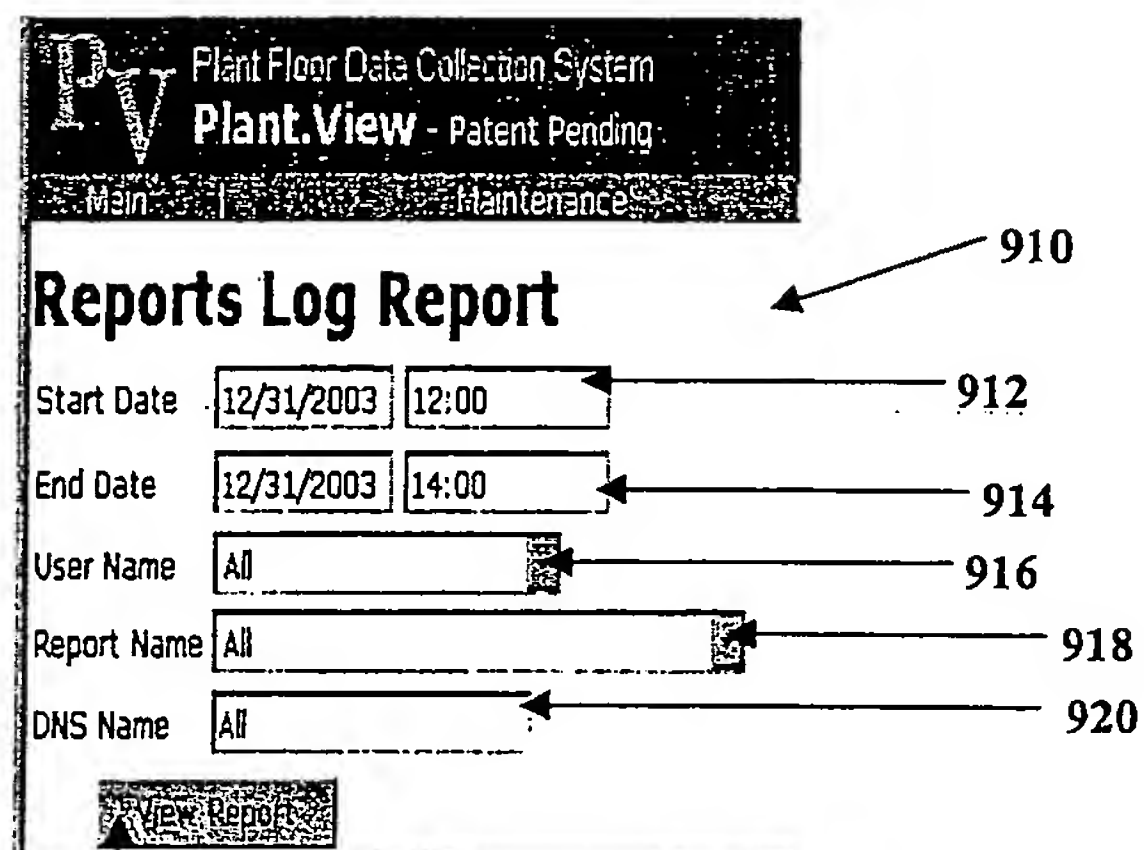 PV
Plant Floor Data Collection System
Plant.View - Patent Pending
Main | Maintenance
910
Reports Log Report
Start Date 12/31/2003 12:00 912
End Date 12/31/2003 14:00 914
User Name All 916
Report Name All 918
DNS Name All 920
View Report